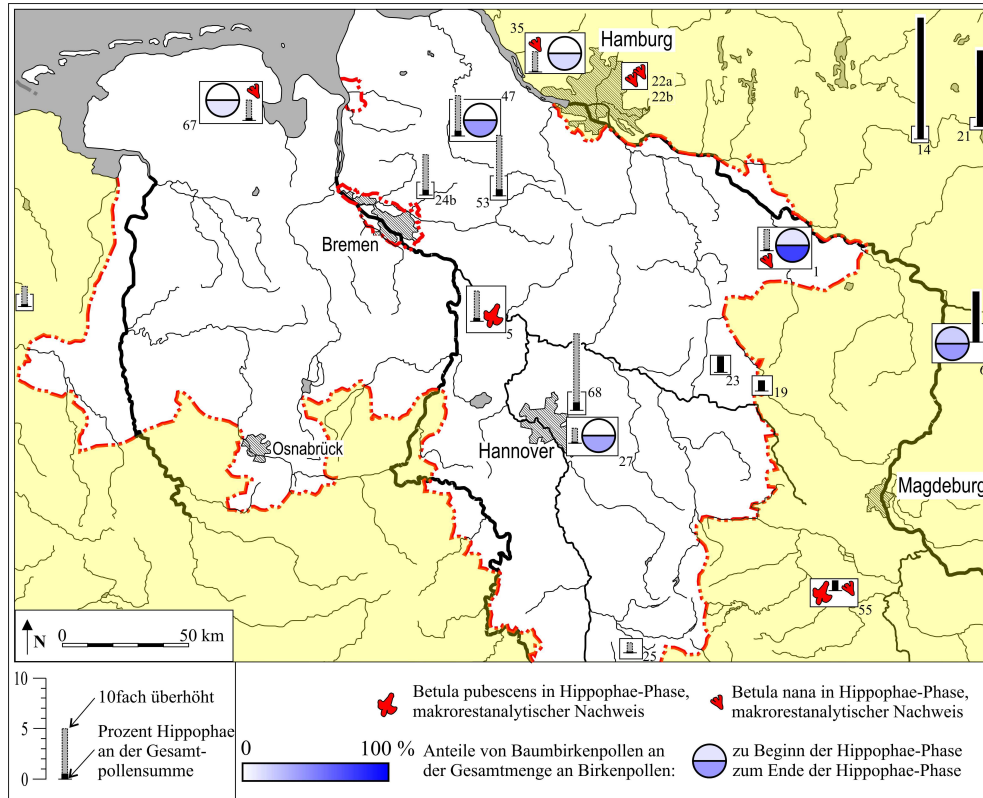 35
Hamburg
22a
22b
67
47
14
21
24b
53
Bremen
1
5
6
23
19
68
Hannover
27
Osnabrück
Magdeburg
55
25
N
0 50 km
10
5
0
10fach überhöht
Prozent Hippophae
an der Gesamt-
pollensumme
Betula pubescens in Hippophae-Phase,
makrorestanalytischer Nachweis
Betula nana in Hippophae-Phase,
makrorestanalytischer Nachweis
0 100 %
Anteile von Baumbirkenpollen an
der Gesamtmenge an Birkenpollen:
zu Beginn der Hippophae-Phase
zum Ende der Hippophae-Phase